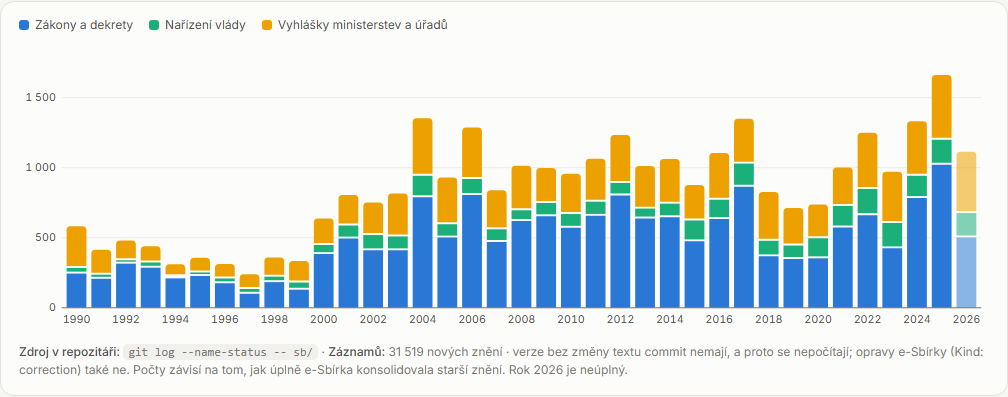 Zákony a dekrety Nařízení vlády Vyhlášky ministerstev a úřadů
1 500
1 000
500
0
1990 1992 1994 1996 1998 2000 2002 2004 2006 2008 2010 2012 2014 2016 2018 2020 2022 2024 2026
Zdroj v repozitáři: git log --name-status -- sb/ · Záznamů: 31 519 nových znění · verze bez změny textu commit nemají, a proto se nepočítají; opravy e-Sbírky (Kind:
correction) také ne. Počty závisí na tom, jak úplně e-Sbírka konsolidovala starší znění. Rok 2026 je neúplný.